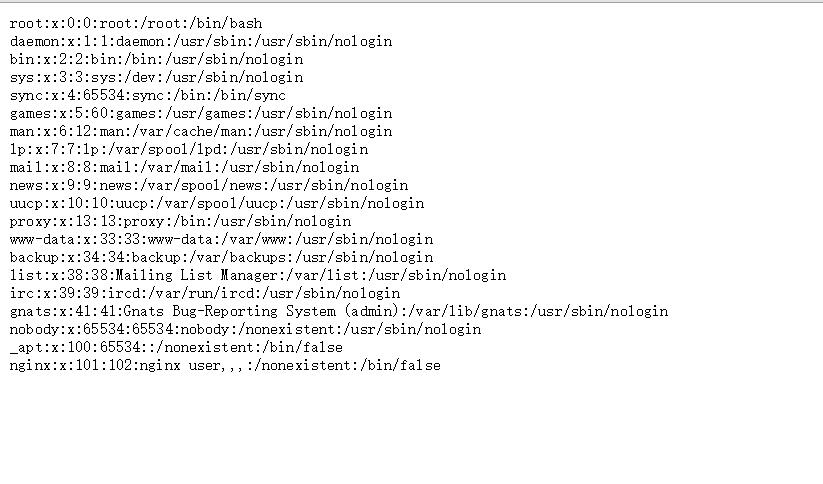 root:x:0:0:root:/root:/bin/bash
daemon:x:1:1:daemon:/usr/sbin:/usr/sbin/nologin
bin:x:2:2:bin:/bin:/usr/sbin/nologin
sys:x:3:3:sys:/dev:/usr/sbin/nologin
sync:x:4:65534:sync:/bin:/bin/sync
games:x:5:60:games:/usr/games:/usr/sbin/nologin
man:x:6:12:man:/var/cache/man:/usr/sbin/nologin
lp:x:7:7:lp:/var/spool/lpd:/usr/sbin/nologin
mail:x:8:8:mail:/var/mail:/usr/sbin/nologin
news:x:9:9:news:/var/spool/news:/usr/sbin/nologin
uucp:x:10:10:uucp:/var/spool/uucp:/usr/sbin/nologin
proxy:x:13:13:proxy:/bin:/usr/sbin/nologin
www-data:x:33:33:www-data:/var/www:/usr/sbin/nologin
backup:x:34:34:backup:/var/backups:/usr/sbin/nologin
list:x:38:38:Mailing List Manager:/var/list:/usr/sbin/nologin
irc:x:39:39:ircd:/var/run/ircd:/usr/sbin/nologin
gnats:x:41:41:Gnats Bug-Reporting System (admin):/var/lib/gnats:/usr/sbin/nologin
nobody:x:65534:65534:nobody:/nonexistent:/usr/sbin/nologin
_apt:x:100:65534::/nonexistent:/bin/false
nginx:x:101:102:nginx user,,,:/nonexistent:/bin/false